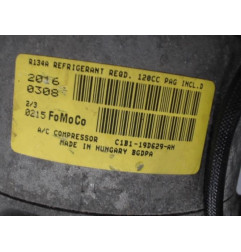 R134A REFRIGERANT REQD. 120CC PAG INCL.D
2016
0308
2/3
0215 FoMoCo
A/C COMPRESSOR C1B1-19D629-AH
MADE IN HUNGARY BGDPA